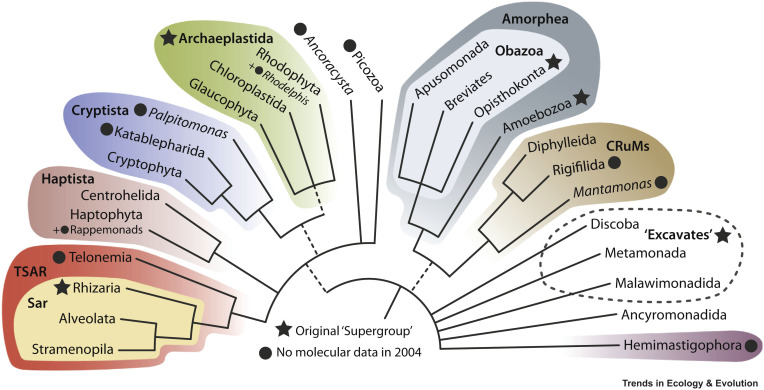 Archaeplastida
Rhodophyta
+ Rhodelphis
Chloroplastida
Glaucophyta
Ancoracysta
Picozoa
Amorphea
Obazoa
Apusomonada
Breviates
Opisthokonta
Amoebozoa
Cryptista
Palpitomonas
Katablepharida
Cryptophyta
Diphylleida
CRuMs
Rigifilida
Mantamonas
Haptista
Centrohelida
Haptophyta
+ Rappemonads
Discoba
'Excavates'
Metamonada
Malawimonadida
TSAR
Telonemia
Sar
Rhizaria
Alveolata
Stramenopila
Ancyromonadida
Hemimastigophora
Original 'Supergroup'
No molecular data in 2004
Trends in Ecology & Evolution